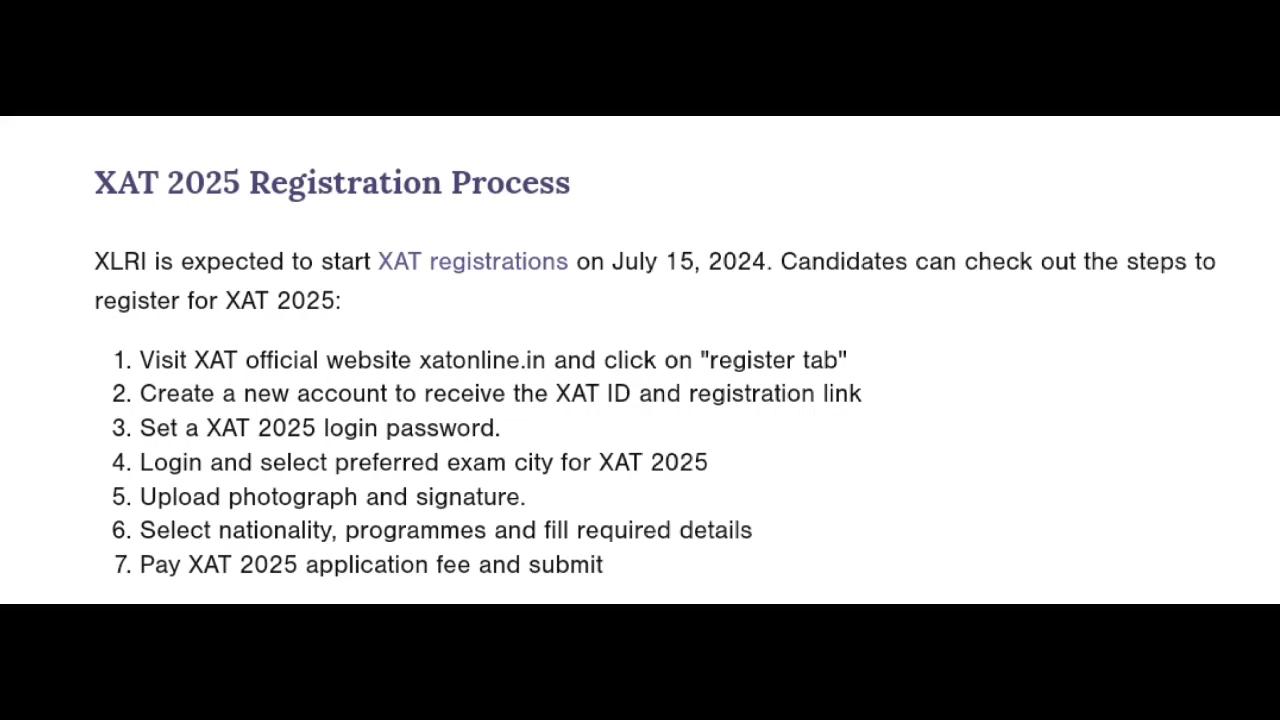 XAT 2025 Registration Process
XLRI is expected to start XAT registrations on July 15, 2024. Candidates can check out the steps to
register for XAT 2025:
1. Visit XAT official website xatonline.in and click on "register tab"
2. Create a new account to receive the XAT ID and registration link
3. Set a XAT 2025 login password.
4. Login and select preferred exam city for XAT 2025
5. Upload photograph and signature.
6. Select nationality, programmes and fill required details
7. Pay XAT 2025 application fee and submit